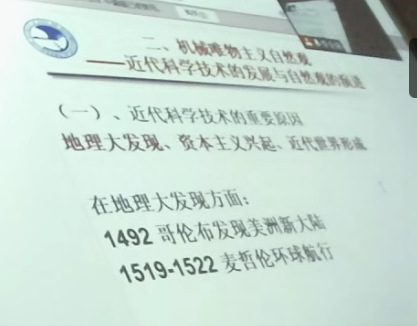 二、机械唯物主义自然观
——近代科学技术的发展与自然观的演进
（一）、近代科学技术的重要原因
地理大发现、资本主义兴起、近代世界形成
在地理大发现方面：
1492 哥伦布发现美洲新大陆
1519-1522 麦哲伦环球航行